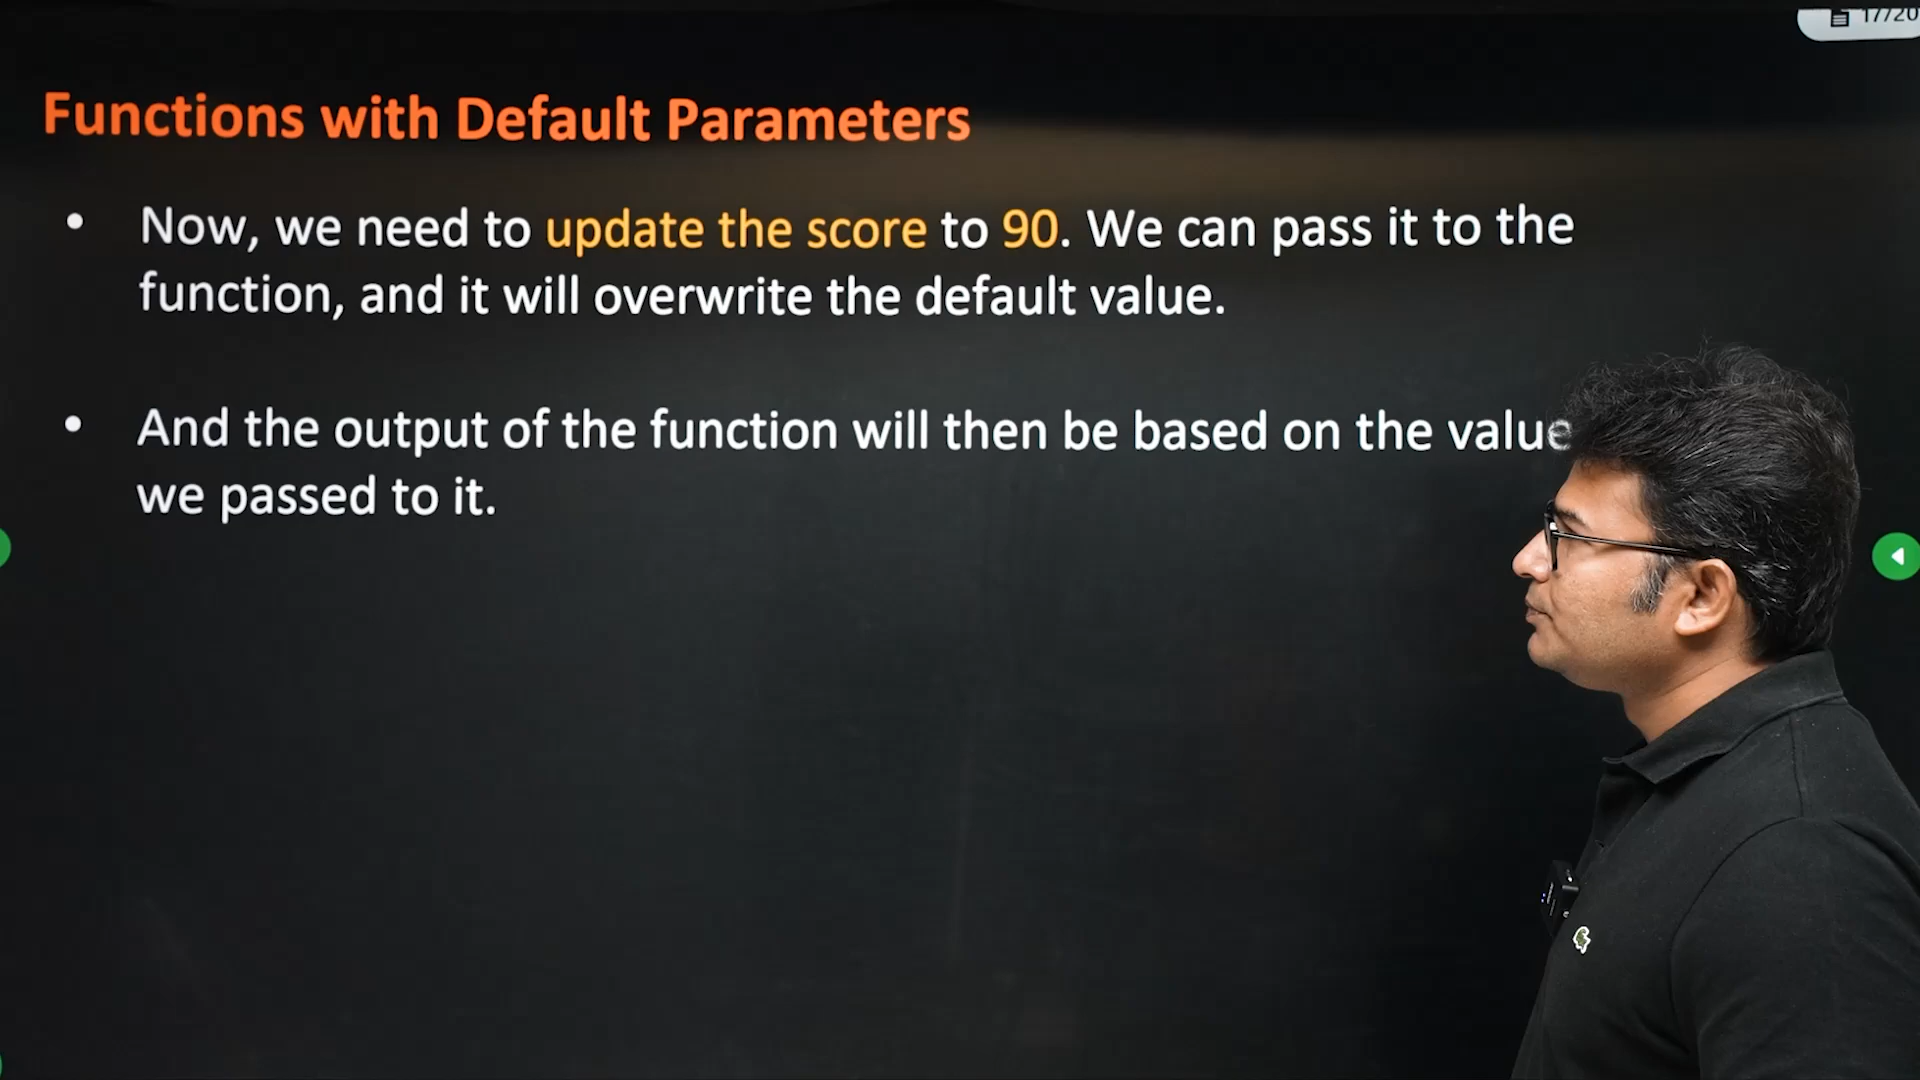 17/20
Functions with Default Parameters
• Now, we need to update the score to 90. We can pass it to the
function, and it will overwrite the default value.
• And the output of the function will then be based on the value
we passed to it.